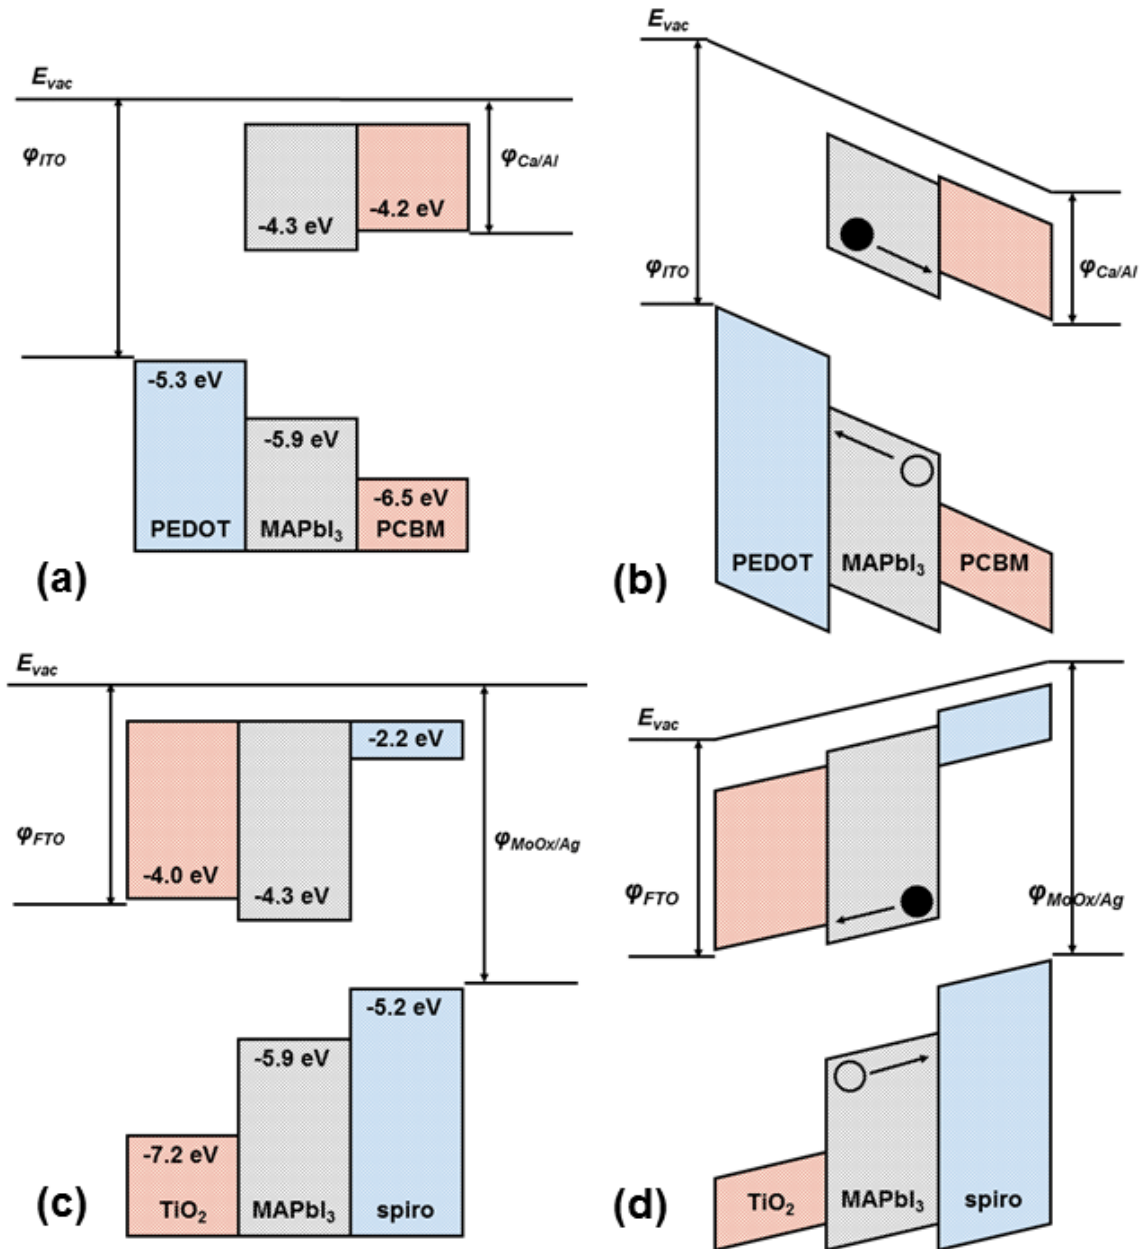 E_vac
φ_ITO
φ_Ca/Al
-4.3 eV
-4.2 eV
-5.3 eV
-5.9 eV
-6.5 eV
PEDOT
MAPbI₃
PCBM
(a)
E_vac
φ_ITO
φ_Ca/Al
PEDOT
MAPbI₃
PCBM
(b)
E_vac
φ_FTO
φ_MoOx/Ag
-2.2 eV
-4.0 eV
-4.3 eV
-5.2 eV
-5.9 eV
-7.2 eV
TiO₂
MAPbI₃
spiro
(c)
E_vac
φ_FTO
φ_MoOx/Ag
TiO₂
MAPbI₃
spiro
(d)